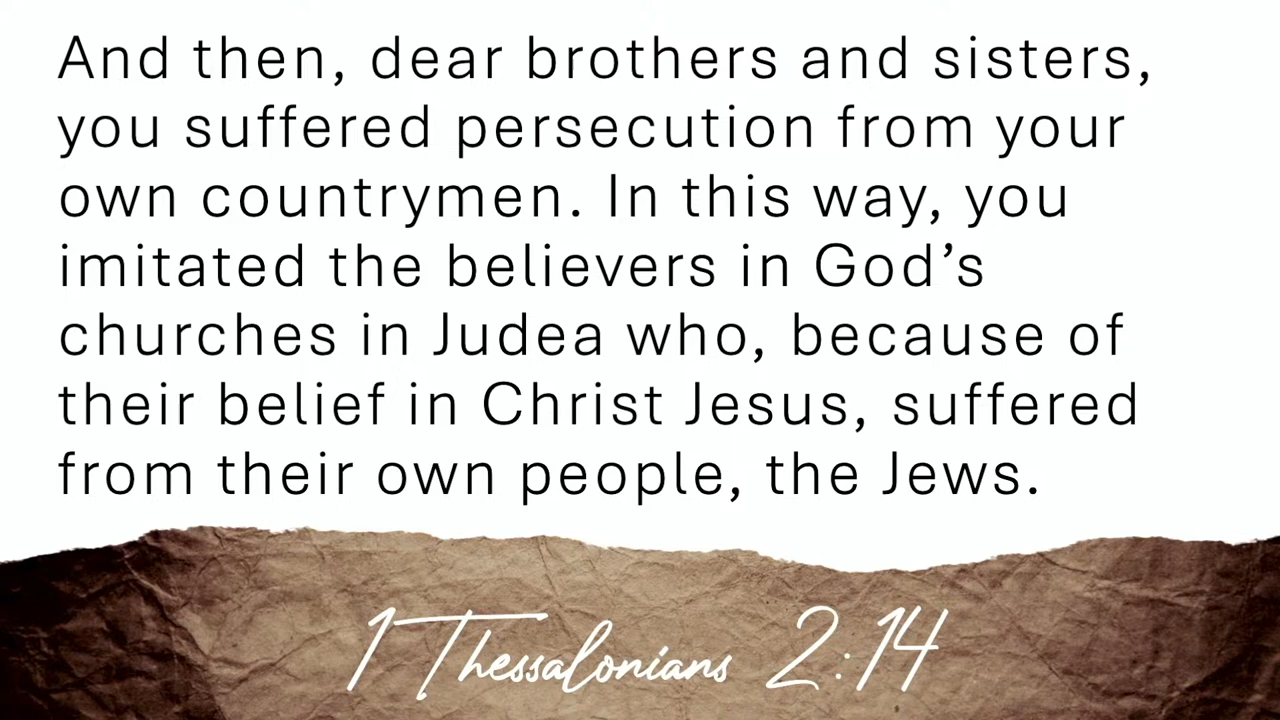 And then, dear brothers and sisters,
you suffered persecution from your
own countrymen. In this way, you
imitated the believers in God’s
churches in Judea who, because of
their belief in Christ Jesus, suffered
from their own people, the Jews.
1 Thessalonians 2:14